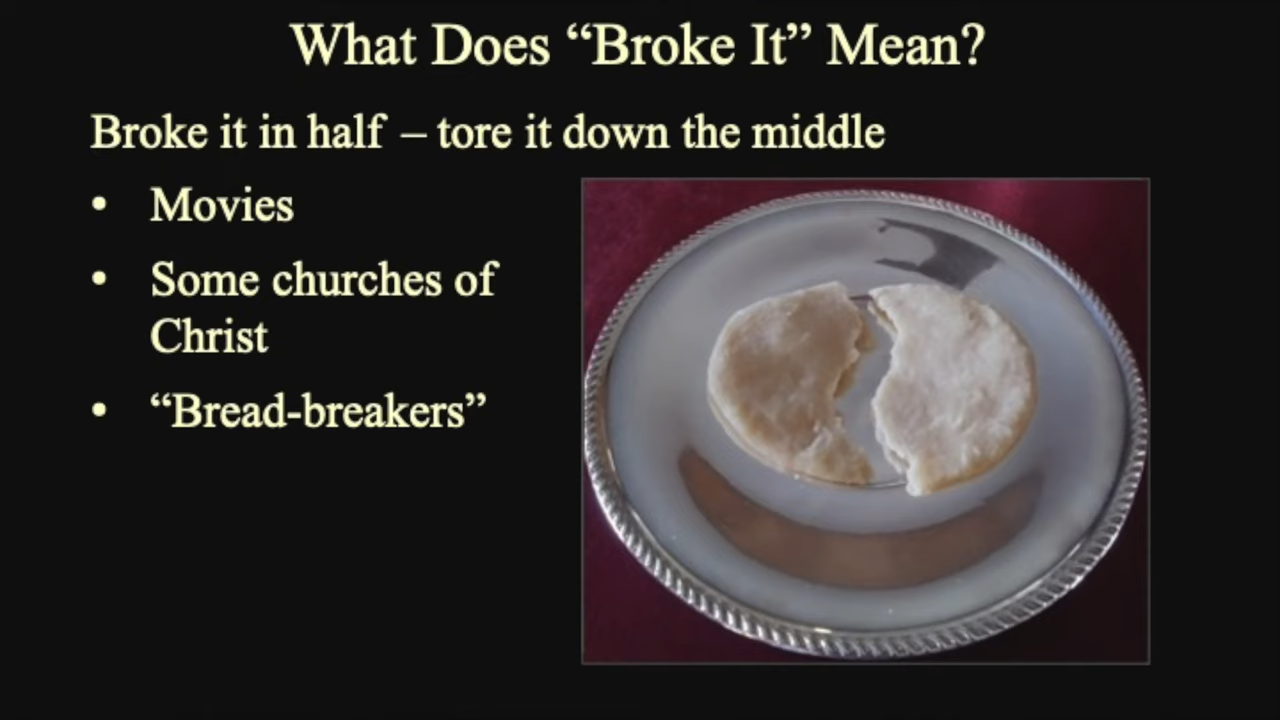 What Does “Broke It” Mean?
Broke it in half – tore it down the middle
• Movies
• Some churches of
Christ
• “Bread-breakers”